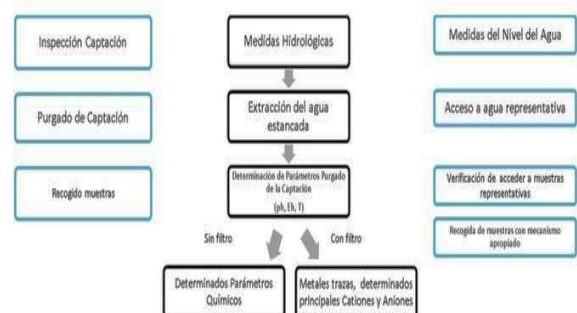 Inspección Captación
Medidas Hidrológicas
Medidas del Nivel del Agua
Purgado de Captación
Extracción del agua
estancada
Acceso a agua representativa
Recogido muestras
Determinación de Parámetros Purgado
de la Captación
(ph, Eh, T)
Verificación de acceder a muestras
representativas
Recogida de muestras con mecanismo
apropiado
Sin filtro
Con filtro
Determinados Parámetros
Químicos
Metales trazas, determinados
principales Cationes y Aniones